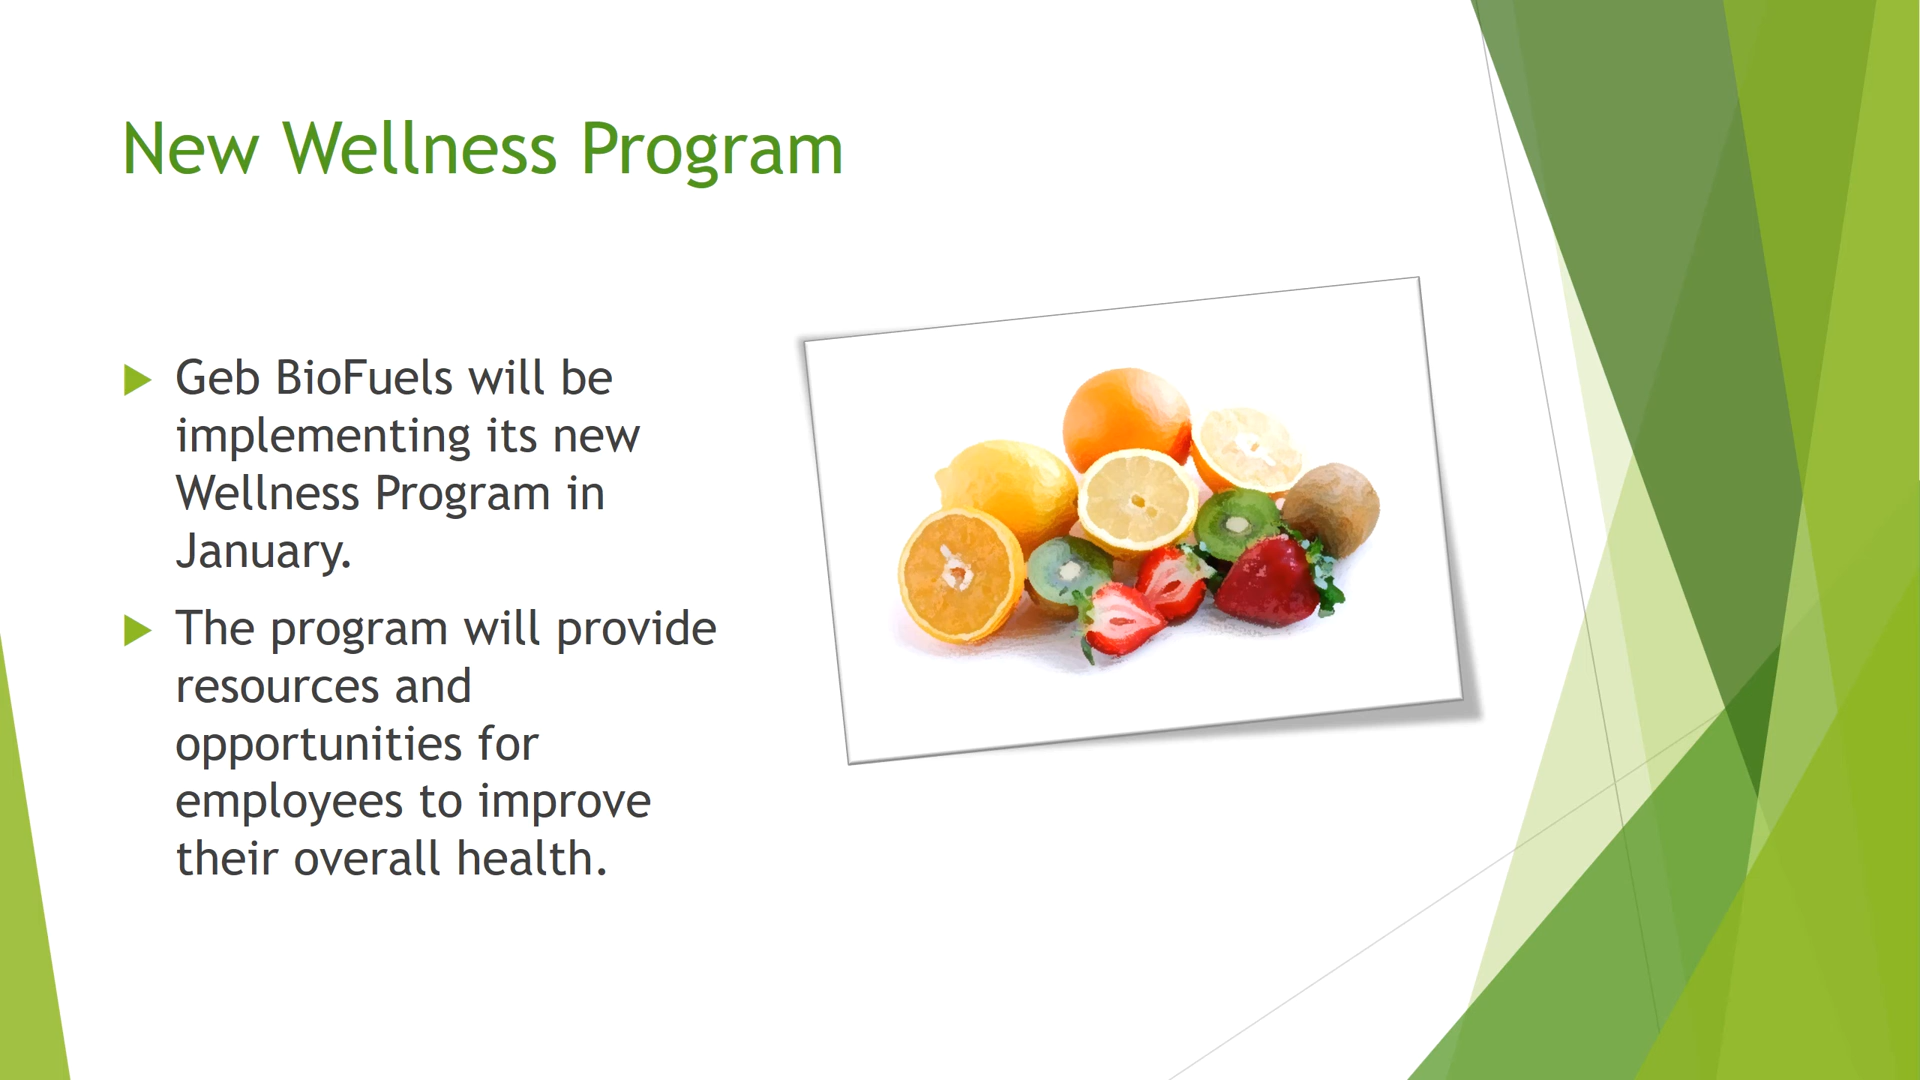 New Wellness Program
Geb BioFuels will be
implementing its new
Wellness Program in
January.
The program will provide
resources and
opportunities for
employees to improve
their overall health.